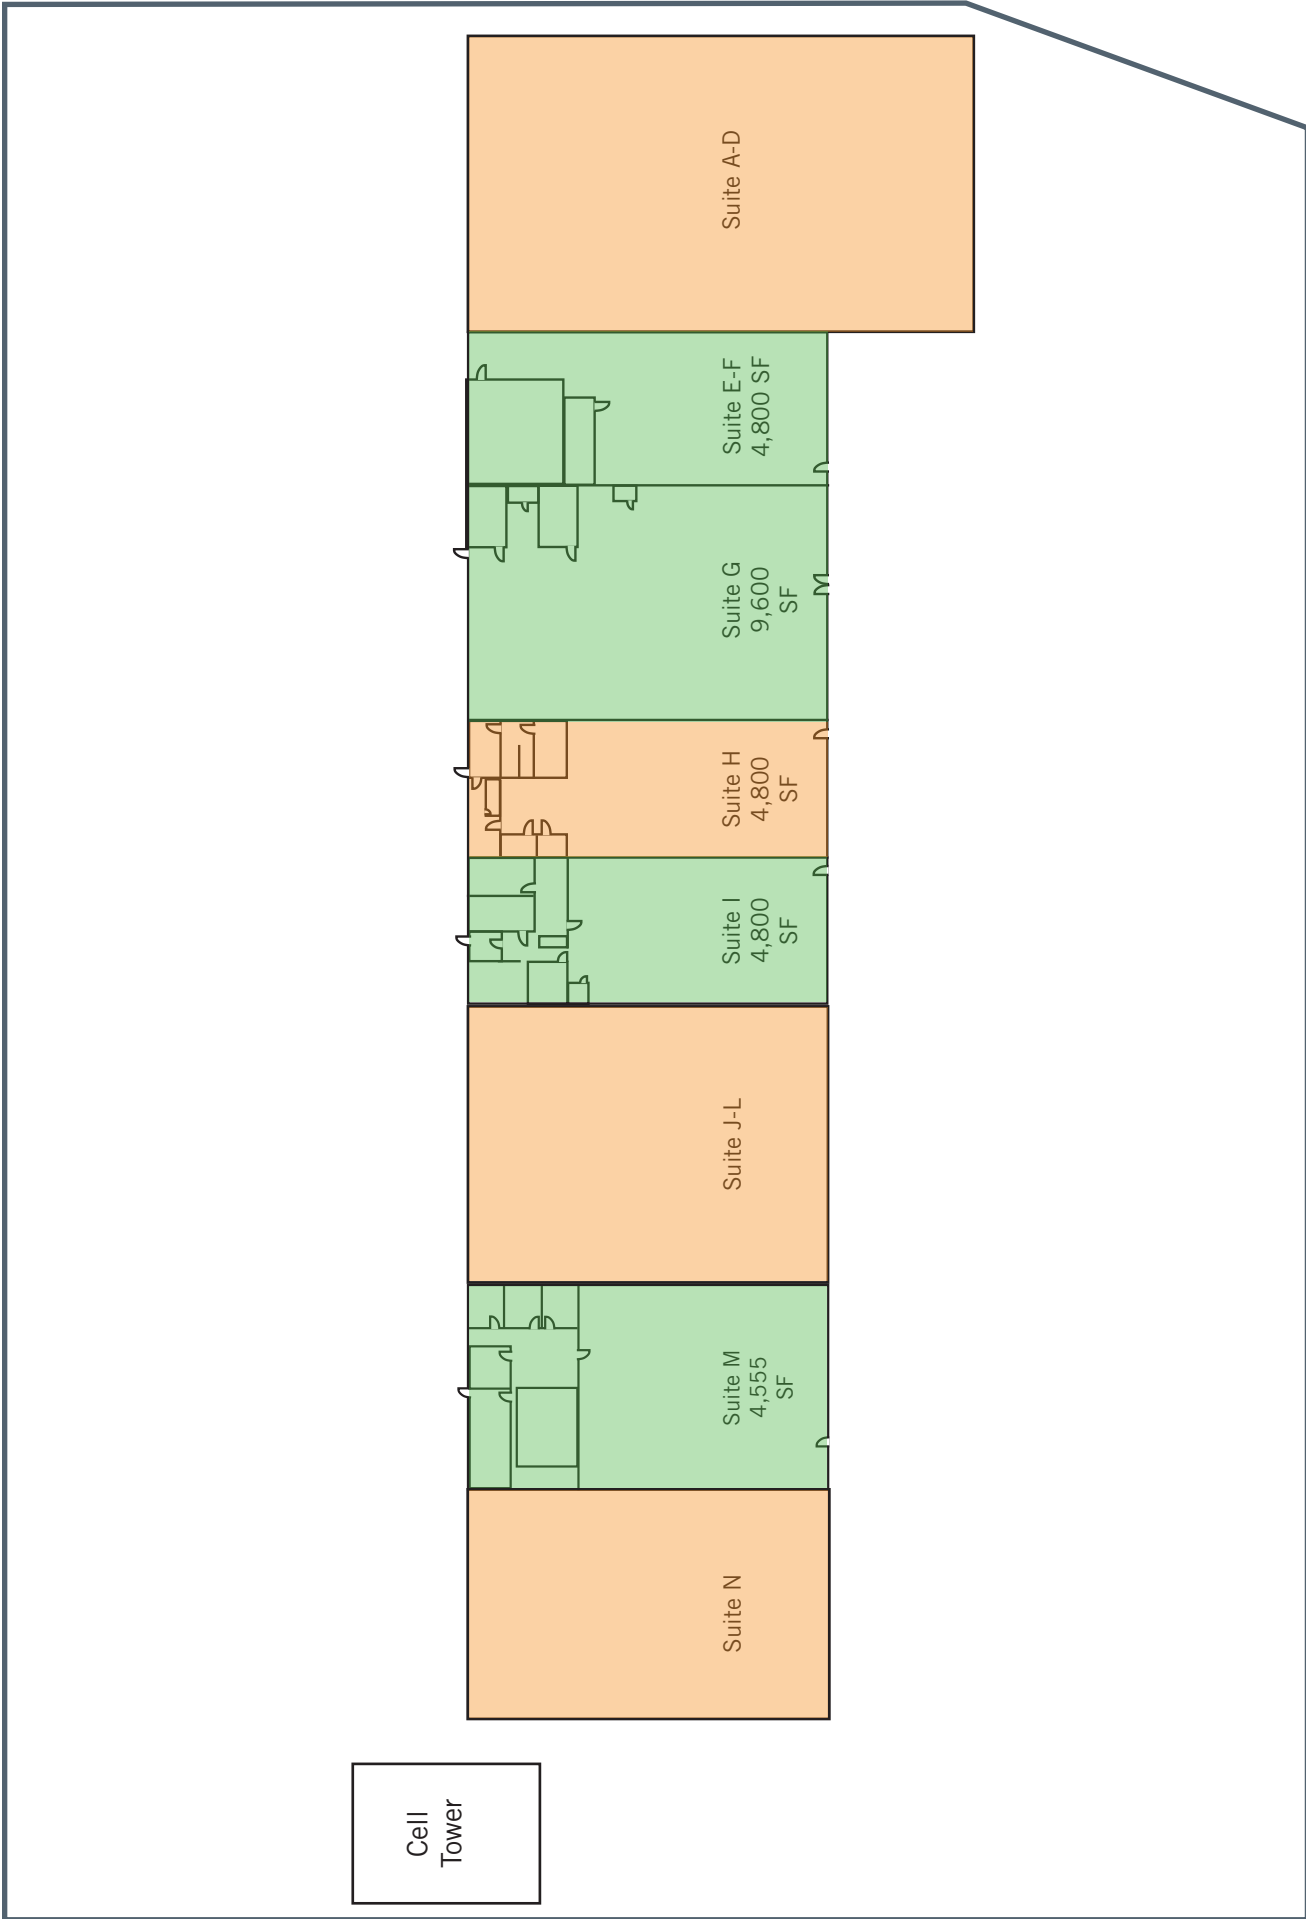 Suite A-D
Suite E-F
4,800 SF
Suite G
9,600
SF
Suite H
4,800
SF
Suite I
4,800
SF
Suite J-L
Suite M
4,555
SF
Suite N
Cell
Tower